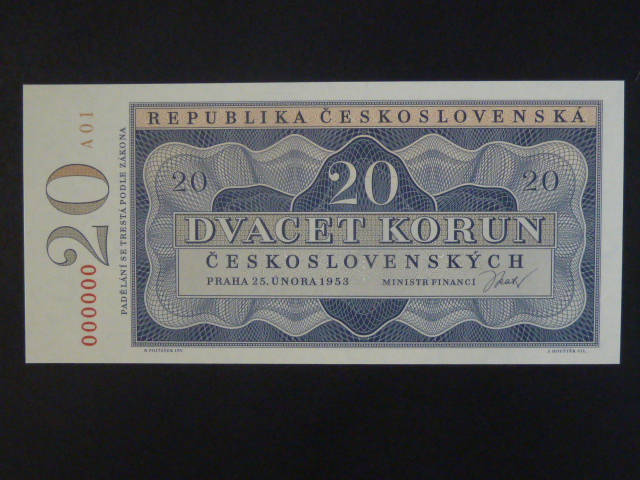 REPUBLIKA ČESKOSLOVENSKÁ
20 20 20
DVACET KORUN
ČESKOSLOVENSKÝCH
PRAHA 25. ÚNORA 1953 MINISTR FINANCÍ
PADĚLÁNÍ SE TRESTÁ PODLE ZÁKONA
A 01
20
000000